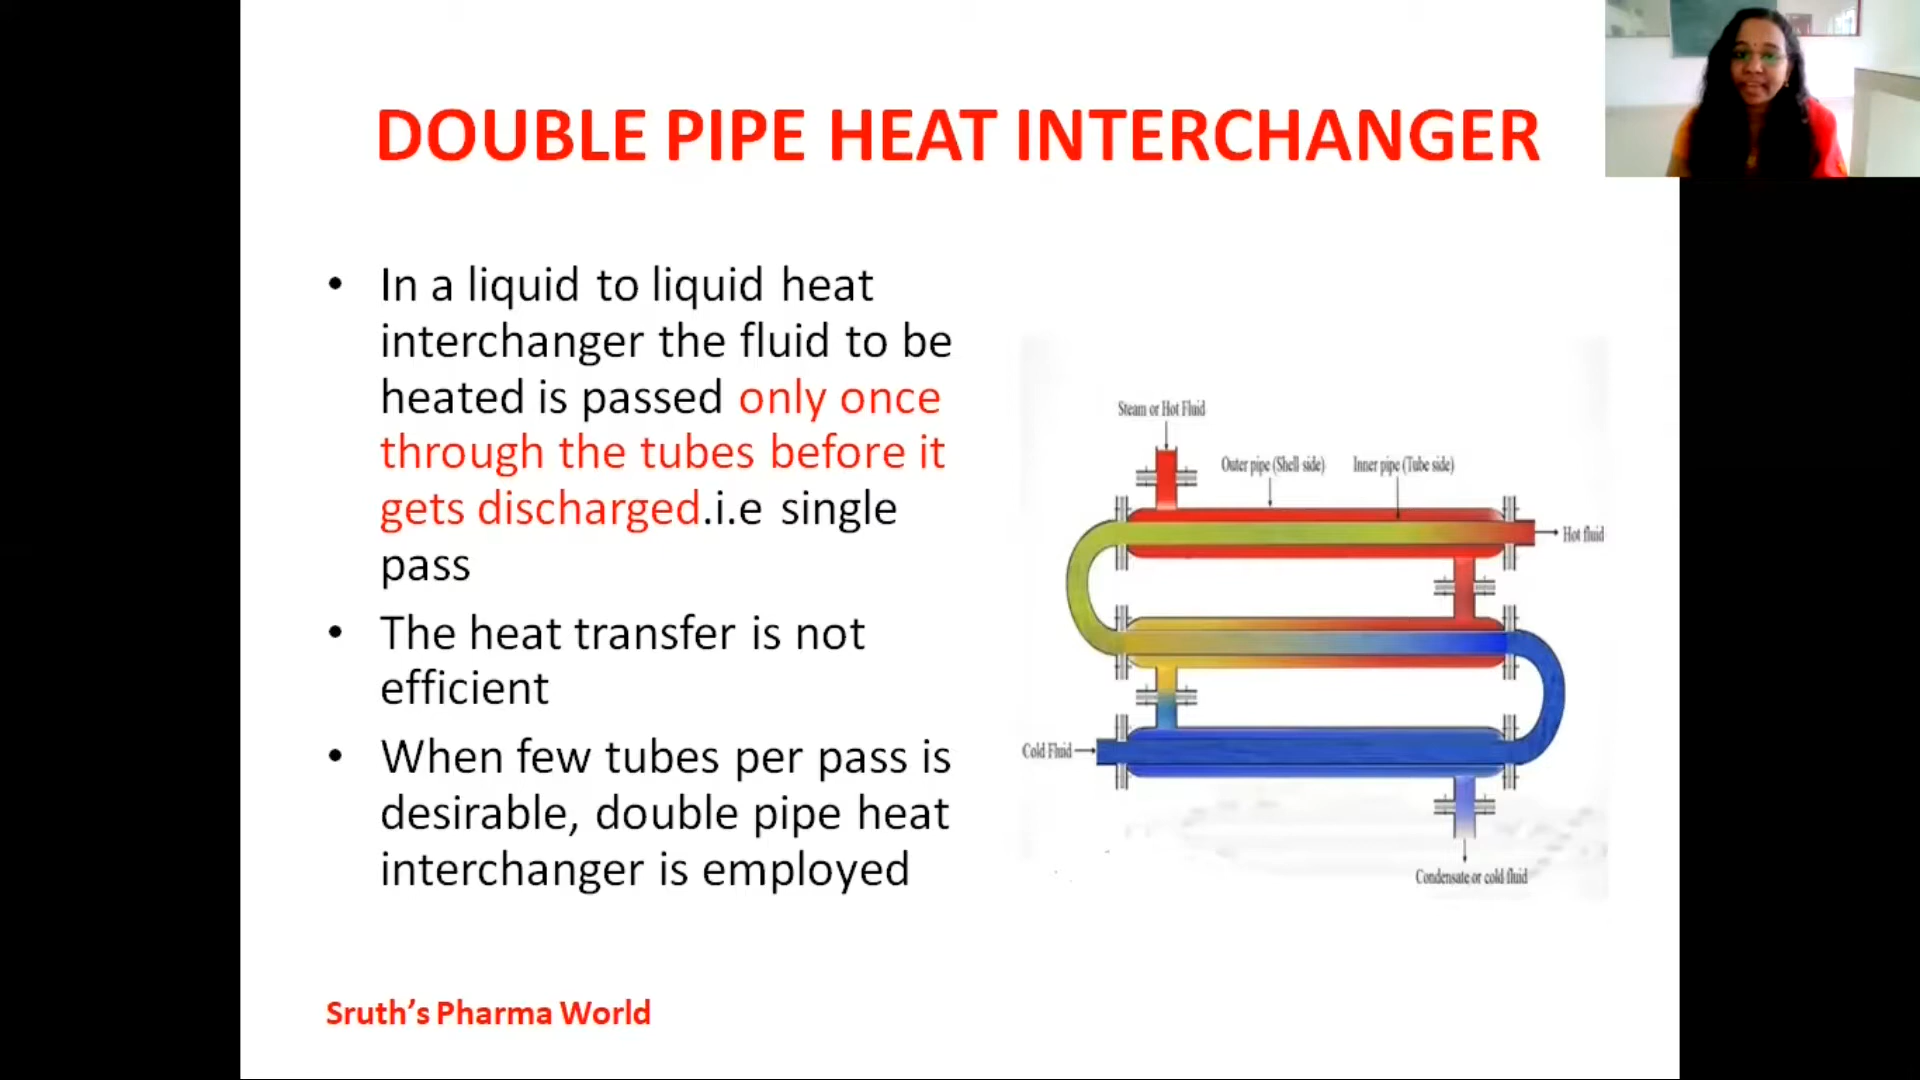 DOUBLE PIPE HEAT INTERCHANGER
• In a liquid to liquid heat
interchanger the fluid to be
heated is passed only once
through the tubes before it
gets discharged.i.e single
pass
• The heat transfer is not
efficient
• When few tubes per pass is
desirable, double pipe heat
interchanger is employed
Steam or Hot Fluid
Outer pipe (Shell side)
Inner pipe (Tube side)
Hot fluid
Cold Fluid
Condensate or cold fluid
Sruth’s Pharma World